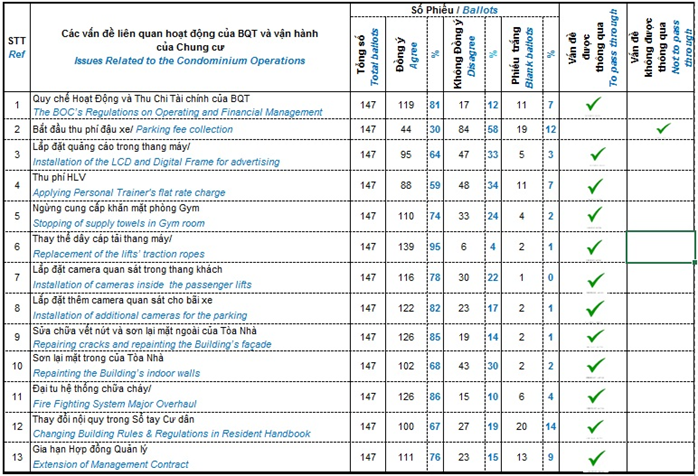 STT
Ref
Các vấn đề liên quan hoạt động của BQT và vận hành
của Chung cư
Issues Related to the Condominium Operations
Số Phiếu / Ballots
Tổng số
Total ballots
Đồng ý
Agree
%
Không Đồng ý
Disagree
%
Phiếu trắng
Blank ballots
%
Vấn đề
được
thông qua
To pass through
Vấn đề
không được
thông qua
Not to pass
through
1 Quy chế Hoạt Động và Thu Chi Tài chính của BQT
The BOC's Regulations on Operating and Financial Management 147 119 81 17 12 11 7
2 Bắt đầu thu phí đậu xe/ Parking fee collection 147 44 30 84 58 19 12
3 Lắp đặt quảng cáo trong thang máy/
Installation of the LCD and Digital Frame for advertising 147 95 64 47 33 5 3
4 Thu phí HLV
Applying Personal Trainer's flat rate charge 147 88 59 48 34 11 7
5 Ngừng cung cấp khăn mặt phòng Gym
Stopping of supply towels in Gym room 147 110 74 33 24 4 2
6 Thay thế dây cáp tải thang máy/
Replacement of the lifts' traction ropes 147 139 95 6 4 2 1
7 Lắp đặt camera quan sát trong thang khách
Installation of cameras inside the passenger lifts 147 116 78 30 22 1 0
8 Lắp đặt thêm camera quan sát cho bãi xe
Installation of additional cameras for the parking 147 122 82 23 17 2 1
9 Sửa chữa vết nứt và sơn lại mặt ngoài của Tòa Nhà
Repairing cracks and repainting the Building's façade 147 126 85 19 14 2 1
10 Sơn lại mặt trong của Tòa Nhà
Repainting the Building's indoor walls 147 102 68 43 30 2 2
11 Đại tu hệ thống chữa cháy/
Fire Fighting System Major Overhaul 147 126 86 15 10 6 4
12 Thay đổi nội quy trong Sổ tay Cư dân
Changing Building Rules & Regulations in Resident Handbook 147 100 67 27 19 20 14
13 Gia hạn Hợp đồng Quản lý
Extension of Management Contract 147 111 76 23 15 13 9